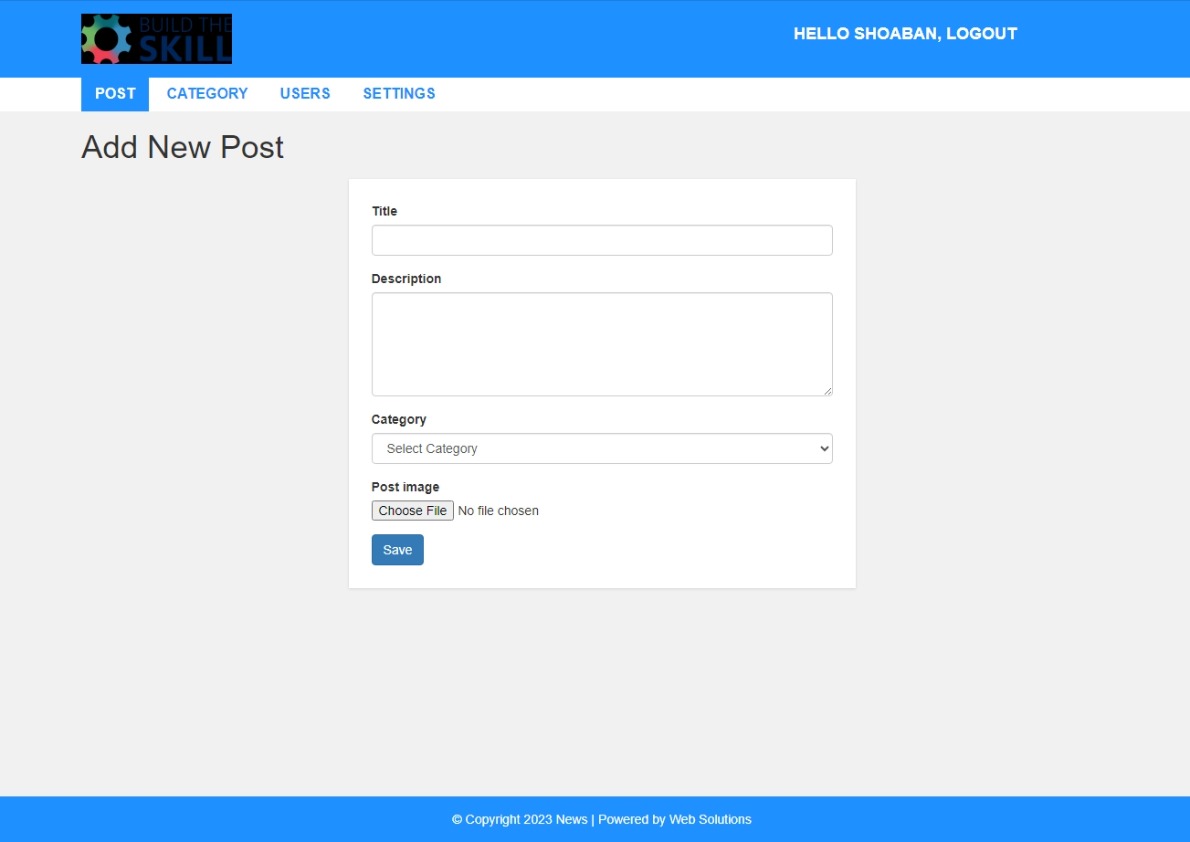 BUILD THE
SKILL
HELLO SHOABAN, LOGOUT
POST CATEGORY USERS SETTINGS
Add New Post
Title
Description
Category
Select Category
Post image
Choose File No file chosen
Save
© Copyright 2023 News | Powered by Web Solutions